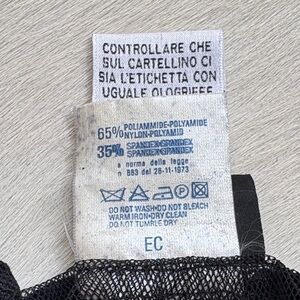 CONTROLLARE CHE
SUL CARTELLINO CI
SIA L'ETICHETTA CON
UGUALE OLOGRIEFE
65% POLIAMMIDE-POLYAMIDE
NYLON-POLYAMID
35% SPANDEX-SPANDEX
SPANDEX-SPANDEX
a norma della legge
n 883 del 26-11-1973
DO NOT WASH-DO NOT BLEACH
WARM IRON-DRY CLEAN
DO NOT TUMBLE DRY
EC